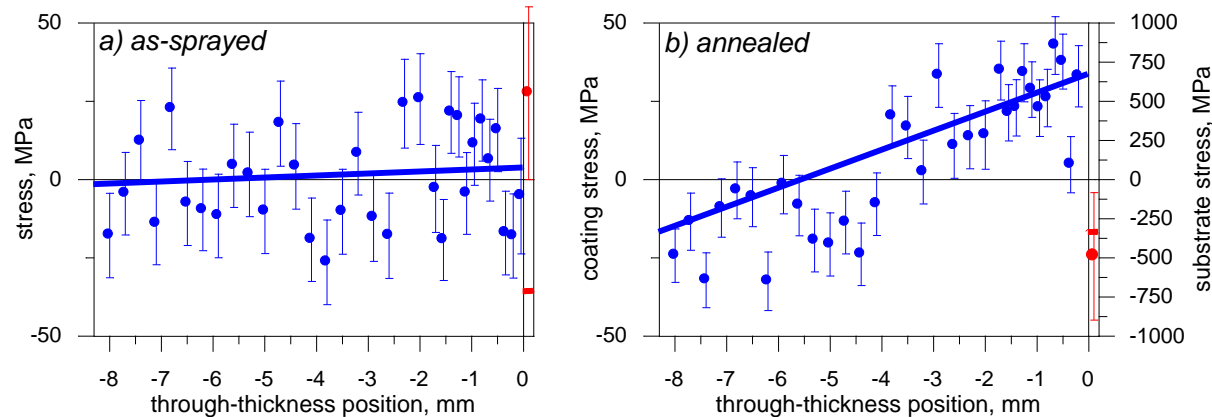 a) as-sprayed
stress, MPa
50
0
-50
-8 -7 -6 -5 -4 -3 -2 -1 0
through-thickness position, mm
b) annealed
coating stress, MPa
50
0
-50
-8 -7 -6 -5 -4 -3 -2 -1 0
through-thickness position, mm
substrate stress, MPa
1000
750
500
250
0
-250
-500
-750
-1000